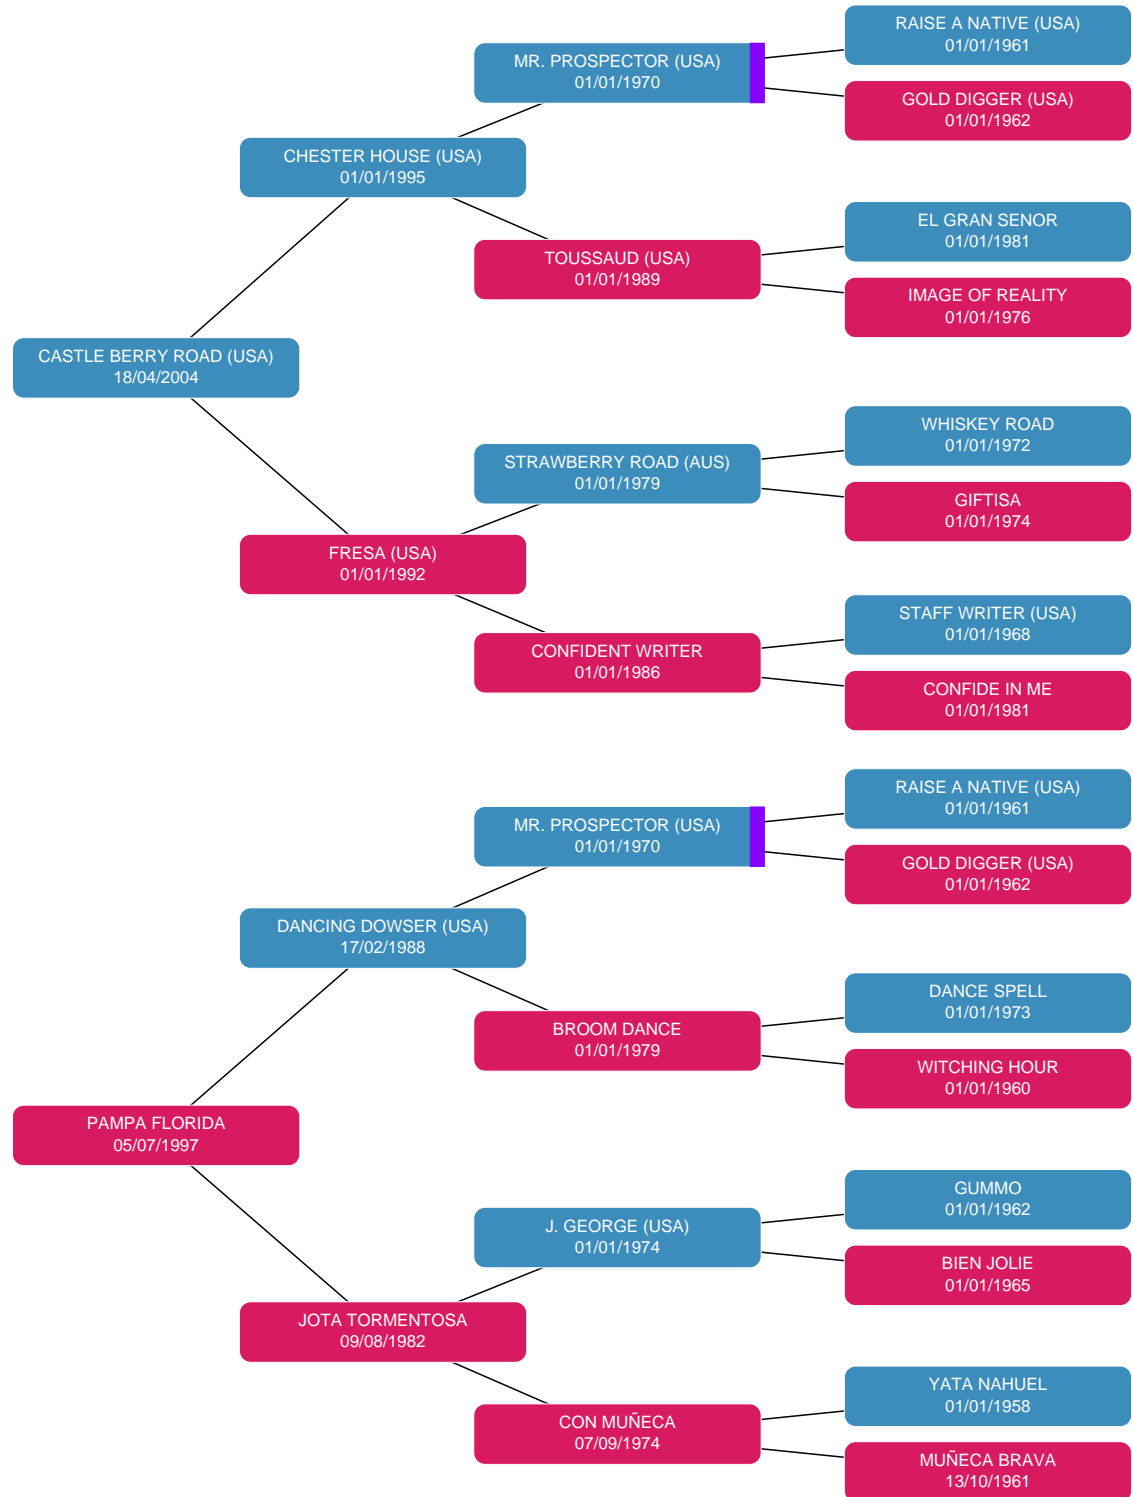 RAISE A NATIVE (USA)
01/01/1961
MR. PROSPECTOR (USA)
01/01/1970
GOLD DIGGER (USA)
01/01/1962
CHESTER HOUSE (USA)
01/01/1995
EL GRAN SENOR
01/01/1981
TOUSSAUD (USA)
01/01/1989
IMAGE OF REALITY
01/01/1976
CASTLE BERRY ROAD (USA)
18/04/2004
WHISKEY ROAD
01/01/1972
STRAWBERRY ROAD (AUS)
01/01/1979
GIFTISA
01/01/1974
FRESA (USA)
01/01/1992
STAFF WRITER (USA)
01/01/1968
CONFIDENT WRITER
01/01/1986
CONFIDE IN ME
01/01/1981
RAISE A NATIVE (USA)
01/01/1961
MR. PROSPECTOR (USA)
01/01/1970
GOLD DIGGER (USA)
01/01/1962
DANCING DOWSER (USA)
17/02/1988
DANCE SPELL
01/01/1973
BROOM DANCE
01/01/1979
WITCHING HOUR
01/01/1960
PAMPA FLORIDA
05/07/1997
GUMMO
01/01/1962
J. GEORGE (USA)
01/01/1974
BIEN JOLIE
01/01/1965
JOTA TORMENTOSA
09/08/1982
YATA NAHUEL
01/01/1958
CON MUÑECA
07/09/1974
MUÑECA BRAVA
13/10/1961